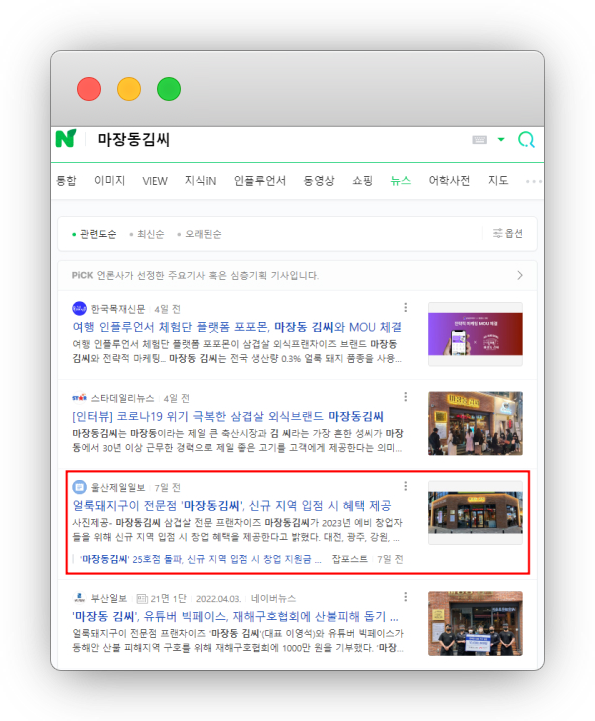 마장동김씨
통합 이미지 VIEW 지식iN 인플루언서 동영상 쇼핑 뉴스 어학사전 지도
관련도순 최신순 오래된순 옵션
PiCK 언론사가 선정한 주요기사 혹은 심층기획 기사입니다.
한국목재신문 4일 전
여행 인플루언서 체험단 플랫폼 포포몬, 마장동 김씨와 MOU 체결
여행 인플루언서 체험단 플랫폼 포포몬이 삼겹살 외식프랜차이즈 브랜드 마장동
김씨와 전략적 마케팅... 마장동 김씨는 전국 생산량 0.3% 얼룩 돼지 품종을 사용...
스타데일리뉴스 4일 전
[인터뷰] 코로나19 위기 극복한 삼겹살 외식브랜드 마장동김씨
마장동김씨는 마장동이라는 제일 큰 축산시장과 김 씨라는 가장 흔한 성씨가 마장
동에서 30년 이상 근무한 경력으로 제일 좋은 고기를 고객에게 제공한다는 의미...
울산제일일보 7일 전
얼룩돼지구이 전문점 '마장동김씨', 신규 지역 입점 시 혜택 제공
사진제공- 마장동김씨 삼겹살 전문 프랜차이즈 마장동김씨가 2023년 예비 창업자
들을 위해 신규 지역 입점 시 창업 혜택을 제공한다고 밝혔다. 대전, 광주, 강원, ...
'마장동김씨' 25호점 돌파, 신규 지역 입점 시 창업 지원금 ... 잡포스트 7일 전
부산일보 21면 1단 2022.04.03. 네이버뉴스
'마장동 김씨', 유튜버 빅페이스, 재해구호협회에 산불피해 돕기 ...
얼룩돼지구이 전문점 프랜차이즈 '마장동 김씨'(대표 이영석)와 유튜버 빅페이스가
동해안 산불 피해지역 구호를 위해 재해구호협회에 1000만 원을 기부했다. '마장...